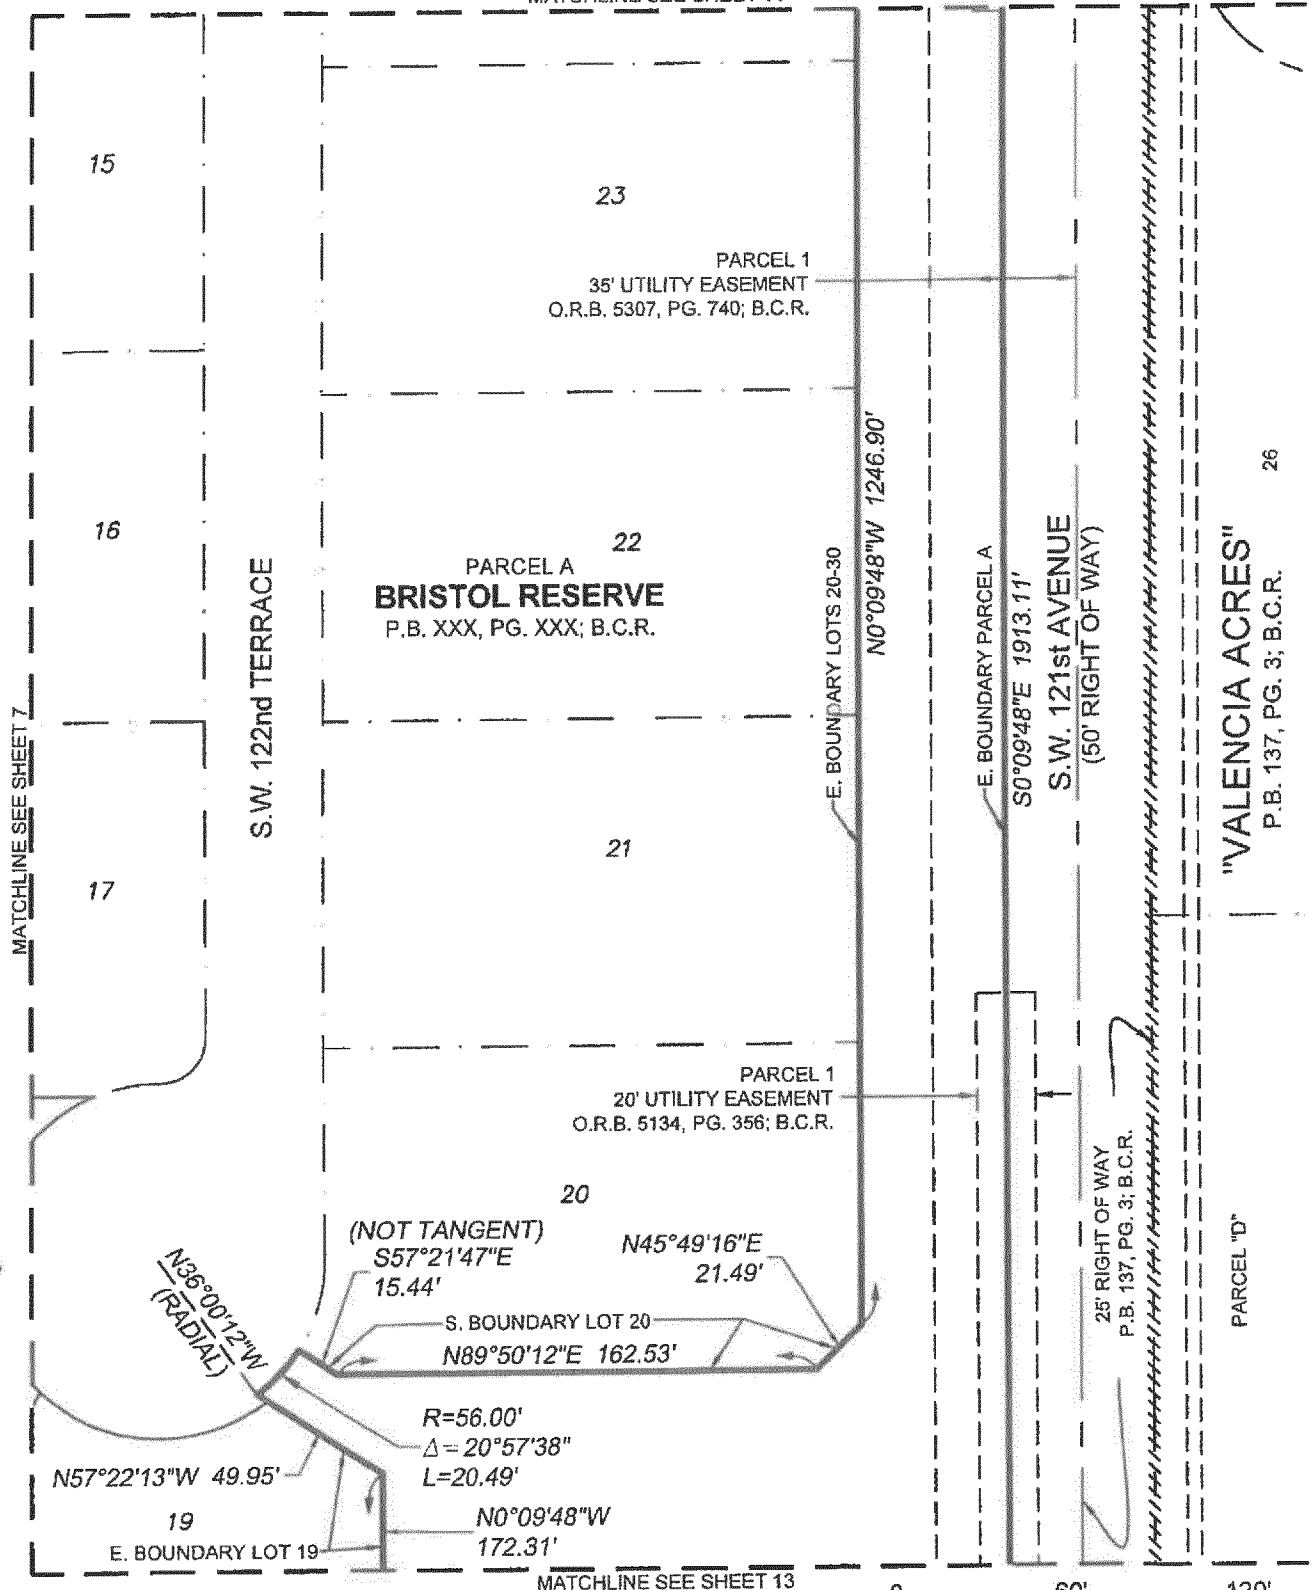 15
23
PARCEL 1
35' UTILITY EASEMENT
O.R.B. 5307, PG. 740; B.C.R.
16
22
PARCEL A
BRISTOL RESERVE
P.B. XXX, PG. XXX; B.C.R.
S.W. 122nd TERRACE
E. BOUNDARY LOTS 20-30
N0°09'48"W 1246.90'
E. BOUNDARY PARCEL A
S0°09'48"E 1913.11'
S.W. 121st AVENUE
(50' RIGHT OF WAY)
"VALENCIA ACRES"
P.B. 137, PG. 3; B.C.R.
26
MATCHLINE SEE SHEET 7
17
21
PARCEL 1
20' UTILITY EASEMENT
O.R.B. 5134, PG. 356; B.C.R.
20
25' RIGHT OF WAY
P.B. 137, PG. 3; B.C.R.
PARCEL "D"
(NOT TANGENT)
S57°21'47"E
15.44'
N45°49'16"E
21.49'
N36°00'12"W
(RADIAL)
S. BOUNDARY LOT 20
N89°50'12"E 162.53'
R=56.00'
Δ=20°57'38"
L=20.49'
N57°22'13"W 49.95'
19
E. BOUNDARY LOT 19
N0°09'48"W
172.31'
MATCHLINE SEE SHEET 13